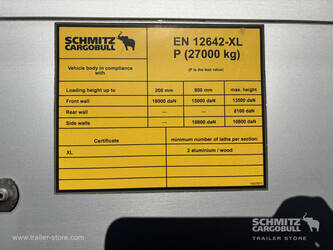 SCHMITZ
CARGOBULL
EN 12642-XL
P (27000 kg)
(P is the test value)
Vehicle body in compliance
with
Loading height up to 200 mm 800 mm max. height
Front wall 18000 daN 15000 daN 13500 daN
Rear wall — — 8100 daN
Side walls 10800 daN 10800 daN
Certificate minimum number of laths per section
XL 2 aluminium / wood
SCHMITZ
CARGOBULL
TRAILER STORE.COM
© www.trailer-store.com